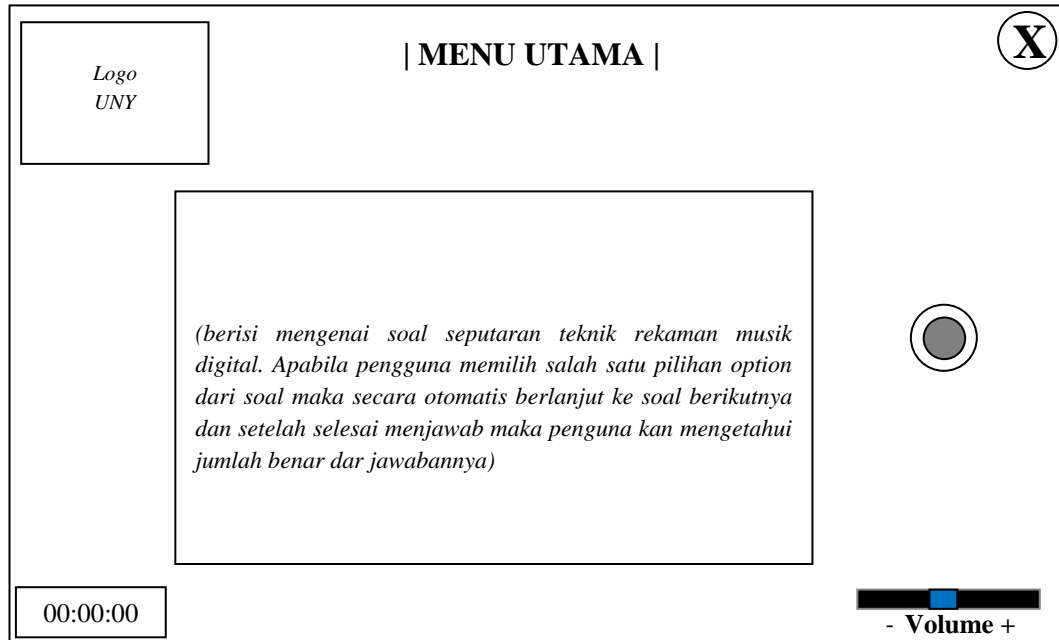 Logo
UNY
| MENU UTAMA |
X
(berisi mengenai soal seputaran teknik rekaman musik
digital. Apabila pengguna memilih salah satu pilihan option
dari soal maka secara otomatis berlanjut ke soal berikutnya
dan setelah selesai menjawab maka penguna kan mengetahui
jumlah benar dar jawabannya)
00:00:00
- Volume +